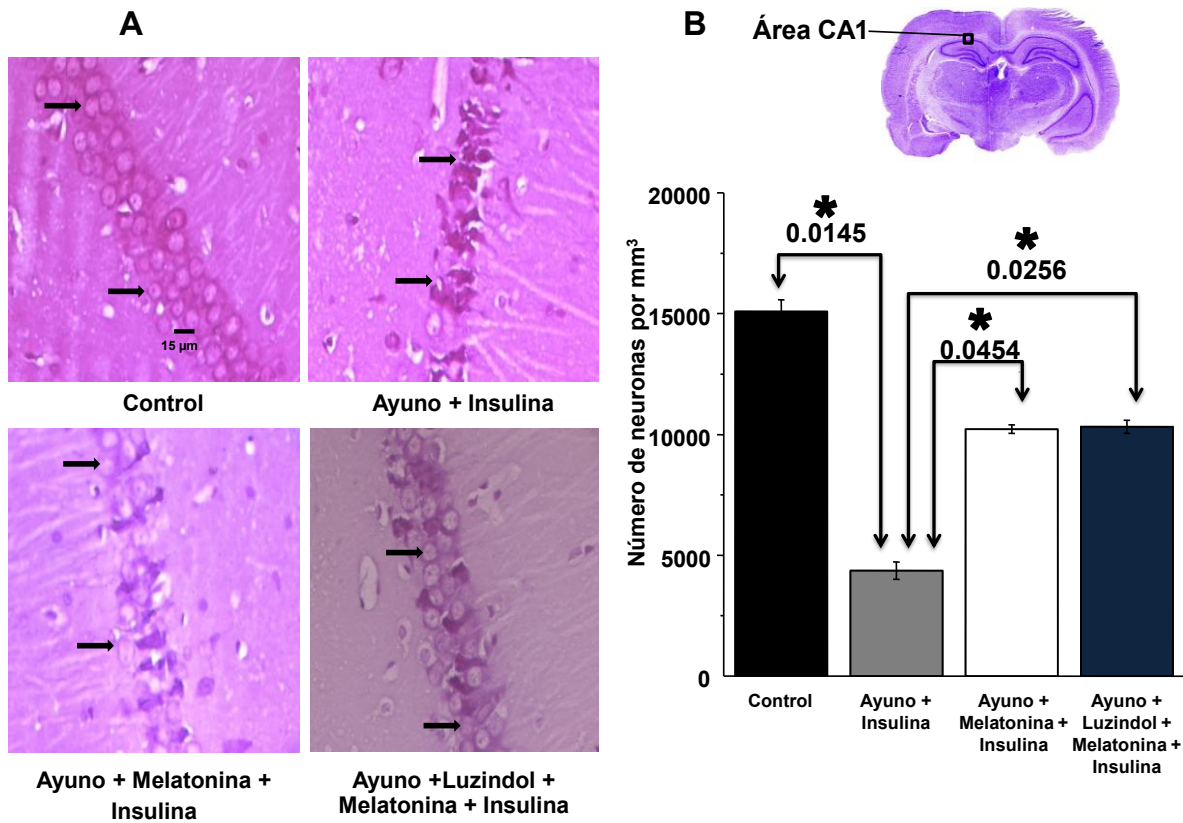 A
15 µm
Control
Ayuno + Insulina
Ayuno + Melatonina +
Insulina
Ayuno +Luzindol +
Melatonina + Insulina
B
Área CA1
Número de neuronas por mm³
20000
15000
10000
5000
0
*
0.0145
*
0.0256
*
0.0454
Control
Ayuno +
Insulina
Ayuno +
Melatonina +
Insulina
Ayuno +
Luzindol +
Melatonina +
Insulina